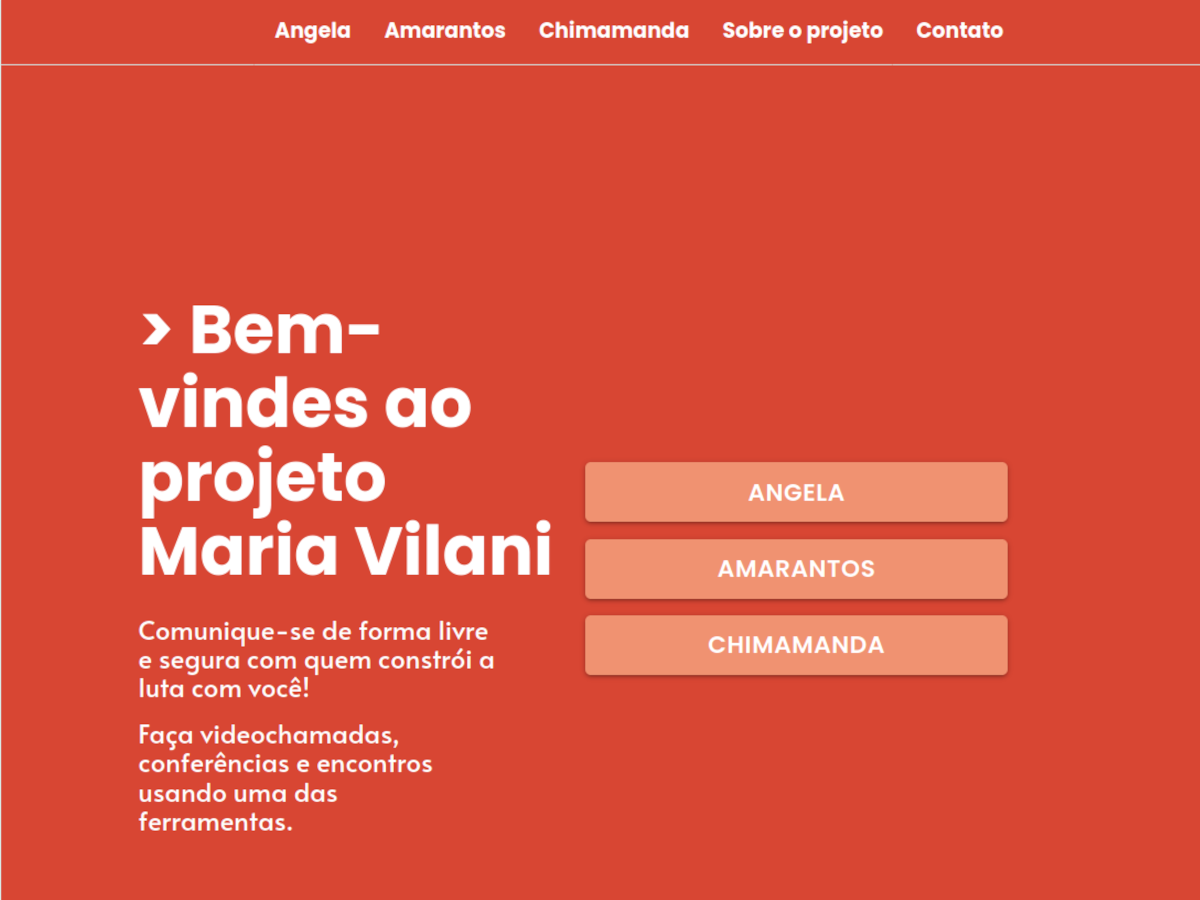 Angela Amarantos Chimamanda Sobre o projeto Contato
> Bem-
vindes ao
projeto
Maria Vilani
Comunique-se de forma livre
e segura com quem constrói a
luta com você!
Faça videochamadas,
conferências e encontros
usando uma das
ferramentas.
ANGELA
AMARANTOS
CHIMAMANDA